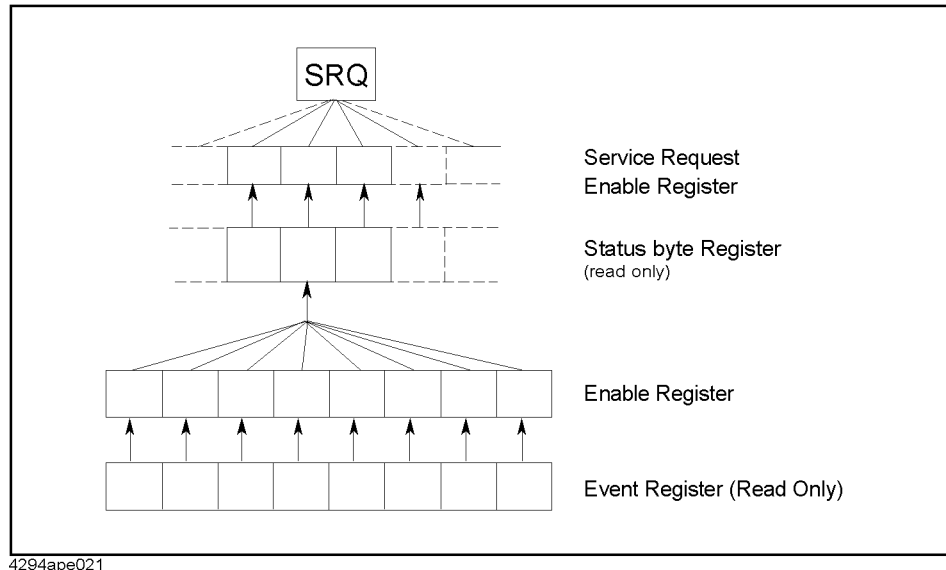 SRQ
Service Request
Enable Register
Status byte Register
(read only)
Enable Register
Event Register (Read Only)
4294ape021